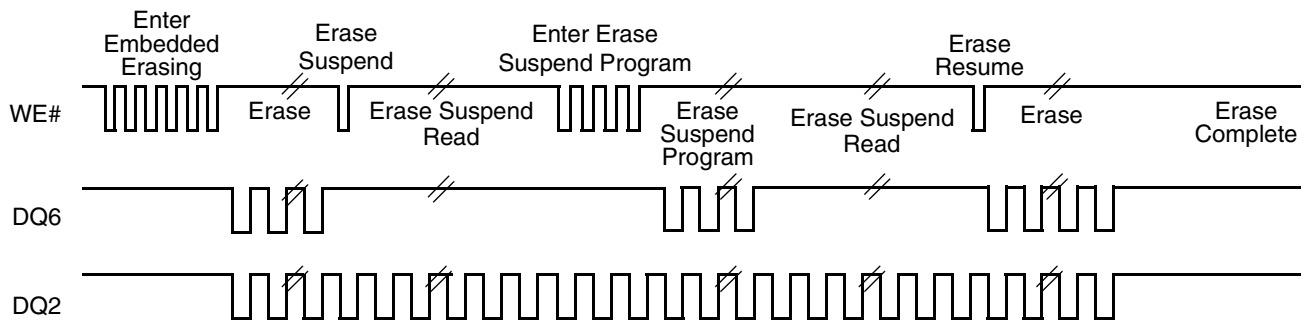 Enter
Embedded
Erasing
Erase
Suspend
Enter Erase
Suspend Program
Erase
Resume
WE#
Erase
Erase Suspend
Read
Erase
Suspend
Program
Erase Suspend
Read
Erase
Erase
Complete
DQ6
DQ2